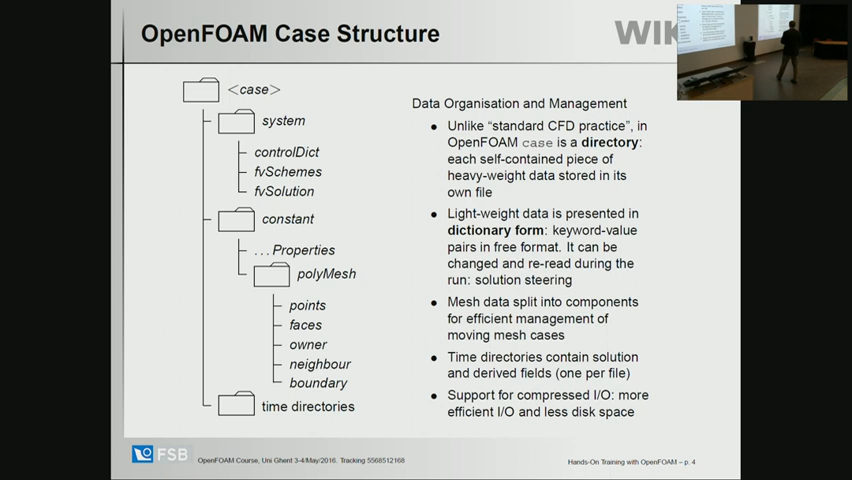 OpenFOAM Case Structure
WIK
<case>
system
controlDict
fvSchemes
fvSolution
constant
...Properties
polyMesh
points
faces
owner
neighbour
boundary
time directories
Data Organisation and Management
● Unlike “standard CFD practice”, in
OpenFOAM case is a directory:
each self-contained piece of
heavy-weight data stored in its
own file
● Light-weight data is presented in
dictionary form: keyword-value
pairs in free format. It can be
changed and re-read during the
run: solution steering
● Mesh data split into components
for efficient management of
moving mesh cases
● Time directories contain solution
and derived fields (one per file)
● Support for compressed I/O: more
efficient I/O and less disk space
FSB
OpenFOAM Course, Uni Ghent 3-4/May/2016. Tracking 5568512168
Hands-On Training with OpenFOAM – p. 4